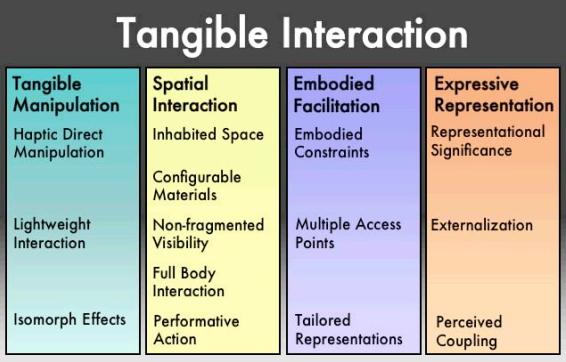 Tangible Interaction
Tangible
Manipulation
Haptic Direct
Manipulation
Lightweight
Interaction
Isomorph Effects
Spatial
Interaction
Inhabited Space
Configurable
Materials
Non-fragmented
Visibility
Full Body
Interaction
Performative
Action
Embodied
Facilitation
Embodied
Constraints
Multiple Access
Points
Tailored
Representations
Expressive
Representation
Representational
Significance
Externalization
Perceived
Coupling